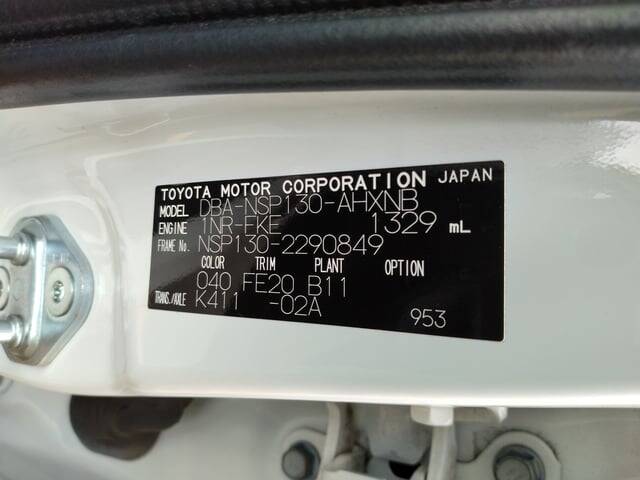 TOYOTA MOTOR CORPORATION JAPAN
MODEL DBA-NSP130-AHXNB
ENGINE 1NR-FKE 1329 mL
FRAME No. NSP130-2290849
COLOR TRIM PLANT OPTION
040 FE20 B11
TRANS./AXLE K411 -02A
953